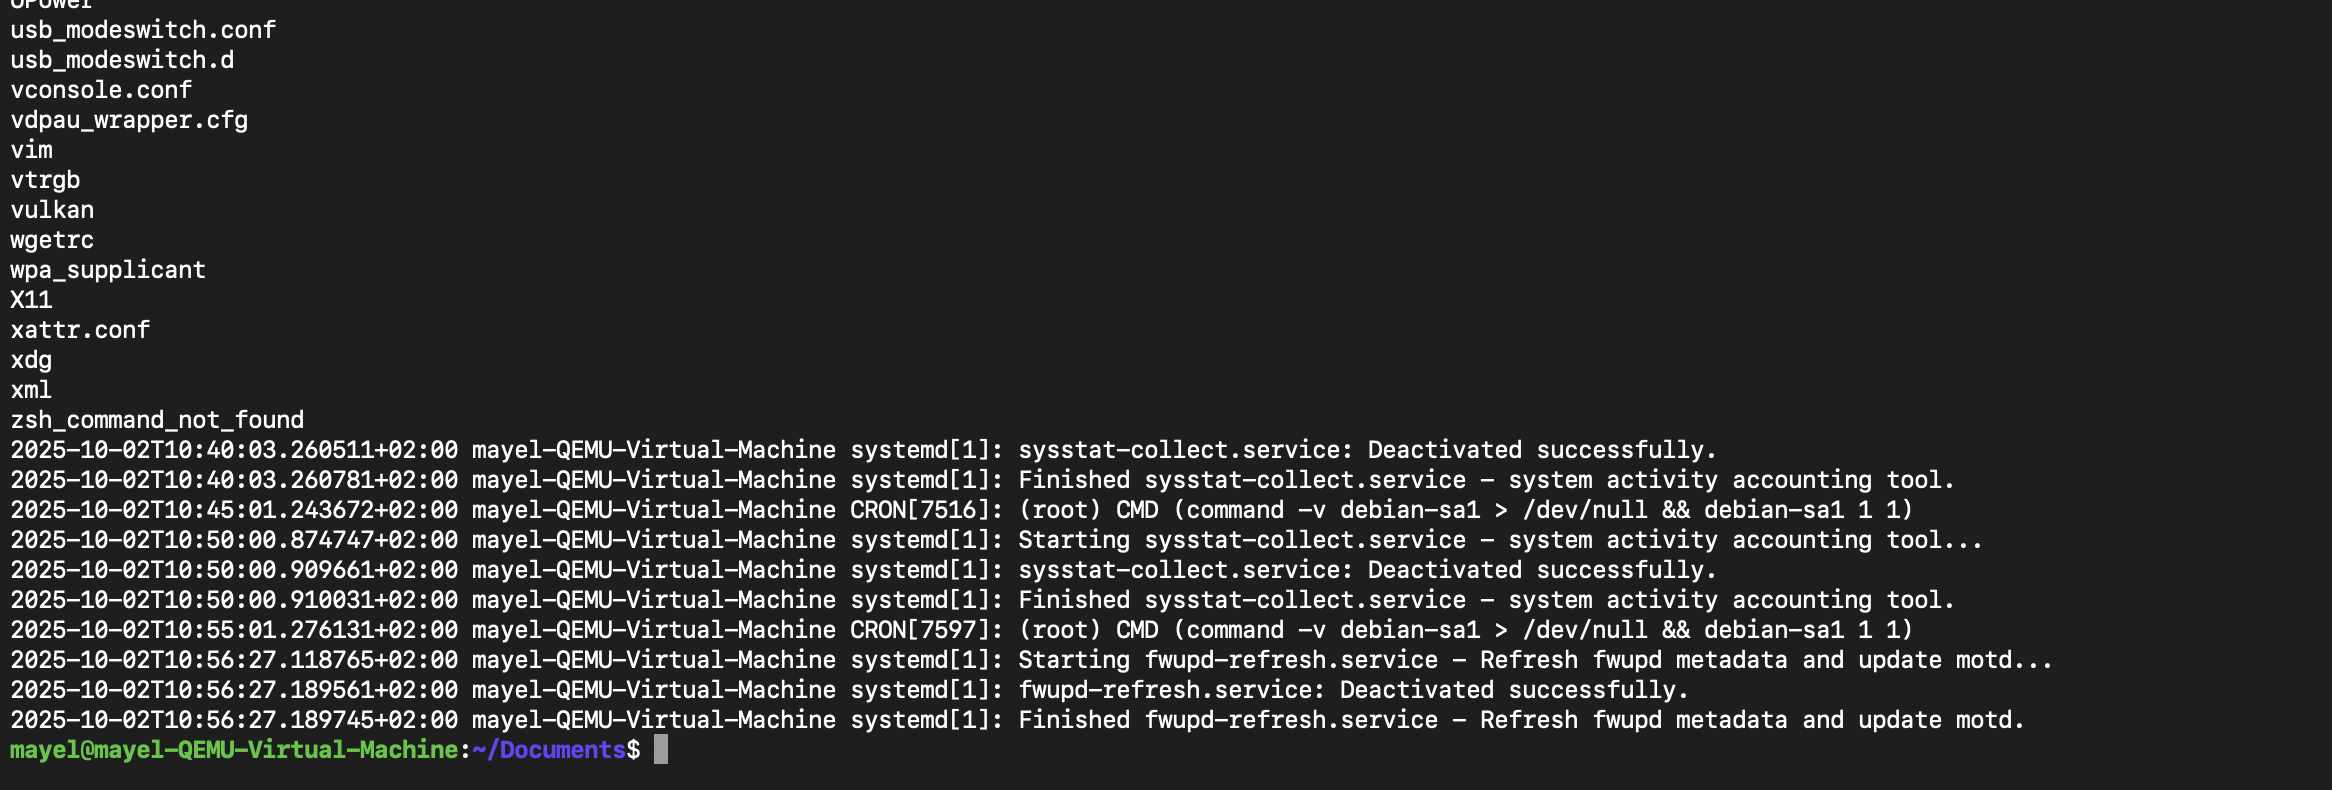 UPower
usb_modeswitch.conf
usb_modeswitch.d
vconsole.conf
vdpau_wrapper.cfg
vim
vtrgb
vulkan
wgetrc
wpa_supplicant
X11
xattr.conf
xdg
xml
zsh_command_not_found
2025-10-02T10:40:03.260511+02:00 mayel-QEMU-Virtual-Machine systemd[1]: sysstat-collect.service: Deactivated successfully.
2025-10-02T10:40:03.260781+02:00 mayel-QEMU-Virtual-Machine systemd[1]: Finished sysstat-collect.service - system activity accounting tool.
2025-10-02T10:45:01.243672+02:00 mayel-QEMU-Virtual-Machine CRON[7516]: (root) CMD (command -v debian-sa1 > /dev/null && debian-sa1 1 1)
2025-10-02T10:50:00.874747+02:00 mayel-QEMU-Virtual-Machine systemd[1]: Starting sysstat-collect.service - system activity accounting tool...
2025-10-02T10:50:00.909661+02:00 mayel-QEMU-Virtual-Machine systemd[1]: sysstat-collect.service: Deactivated successfully.
2025-10-02T10:50:00.910031+02:00 mayel-QEMU-Virtual-Machine systemd[1]: Finished sysstat-collect.service - system activity accounting tool.
2025-10-02T10:55:01.276131+02:00 mayel-QEMU-Virtual-Machine CRON[7597]: (root) CMD (command -v debian-sa1 > /dev/null && debian-sa1 1 1)
2025-10-02T10:56:27.118765+02:00 mayel-QEMU-Virtual-Machine systemd[1]: Starting fwupd-refresh.service - Refresh fwupd metadata and update motd...
2025-10-02T10:56:27.189561+02:00 mayel-QEMU-Virtual-Machine systemd[1]: fwupd-refresh.service: Deactivated successfully.
2025-10-02T10:56:27.189745+02:00 mayel-QEMU-Virtual-Machine systemd[1]: Finished fwupd-refresh.service - Refresh fwupd metadata and update motd.
mayel@mayel-QEMU-Virtual-Machine:~/Documents$